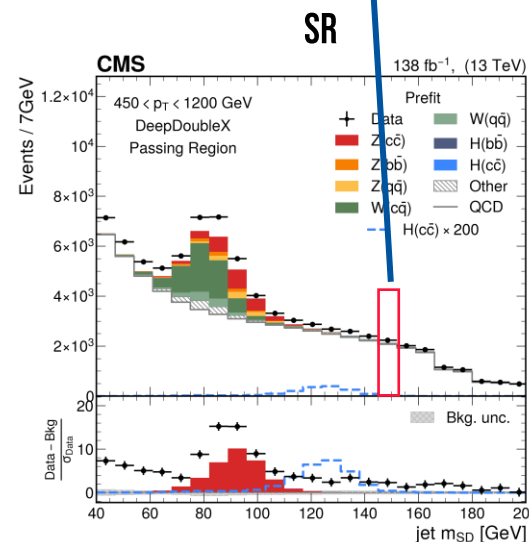 SR
CMS 138 fb⁻¹, (13 TeV)
Events / 7GeV
1.2×10⁴
10⁴
8×10³
6×10³
4×10³
2×10³
0
450 < p_T < 1200 GeV
DeepDoubleX
Passing Region
Prefit
Data
Z(cc̄)
Z(bb̄)
Z(qq̄)
W(cq̄)
W(qq̄)
H(bb̄)
H(cc̄)
Other
QCD
H(cc̄) × 200
Data − Bkg
σ_Data
20
10
0
Bkg. unc.
40 60 80 100 120 140 160 180 200
jet m_SD [GeV]